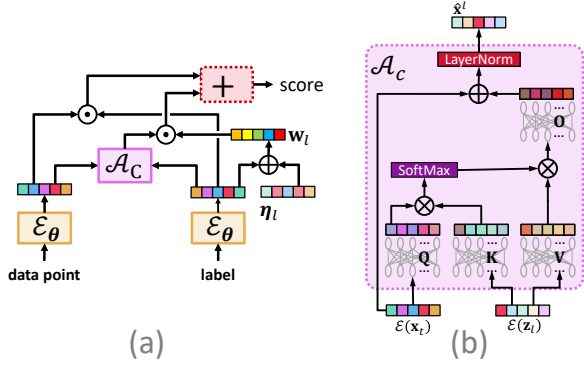 +
score
𝒜_C
w_l
η_l
ℰ_θ
ℰ_θ
data point
label
(a)
x̂^l
𝒜_C
LayerNorm
...
O
...
SoftMax
...
Q
...
...
K
...
...
V
...
ℰ(x_t)
ℰ(z_l)
(b)